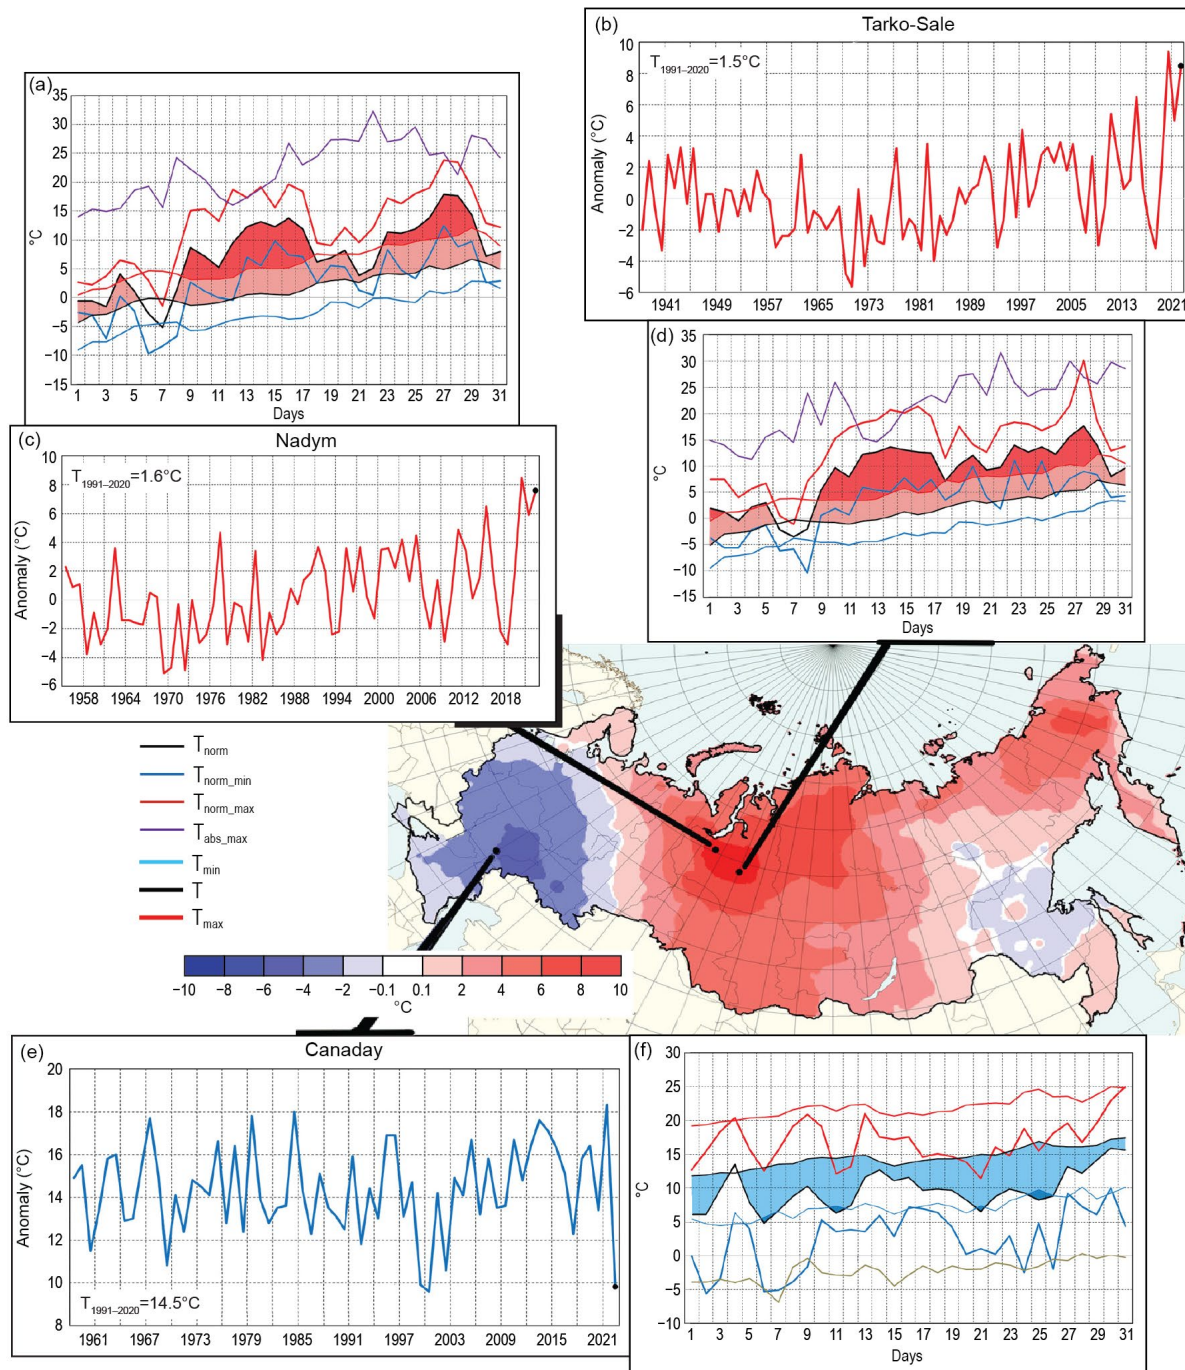 (b)
Tarko-Sale
T1991–2020=1.5°C
Anomaly (°C)
10
8
6
4
2
0
−2
−4
−6
1941 1949 1957 1965 1973 1981 1989 1997 2005 2013 2021
(a)
°C
35
30
25
20
15
10
5
0
−5
−10
−15
1 3 5 7 9 11 13 15 17 19 21 23 25 27 29 31
Days
(d)
°C
35
30
25
20
15
10
5
0
−5
−10
−15
1 3 5 7 9 11 13 15 17 19 21 23 25 27 29 31
Days
(c)
Nadym
T1991–2020=1.6°C
Anomaly (°C)
10
8
6
4
2
0
−2
−4
−6
1958 1964 1970 1976 1982 1988 1994 2000 2006 2012 2018
Tnorm
Tnorm_min
Tnorm_max
Tabs_max
Tmin
T
Tmax
−10 −8 −6 −4 −2 −0.1 0.1 2 4 6 8 10
°C
(e)
Canaday
Anomaly (°C)
20
18
16
14
12
10
8
T1991–2020=14.5°C
1961 1967 1973 1979 1985 1991 1997 2003 2009 2015 2021
(f)
°C
30
25
20
15
10
5
0
−5
−10
1 3 5 7 9 11 13 15 17 19 21 23 25 27 29 31
Days